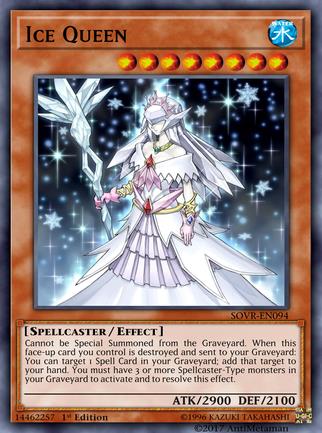 Ice Queen
WATER
水
SOVR-EN094
[SPELLCASTER / EFFECT]
Cannot be Special Summoned from the Graveyard. When this
face-up card you control is destroyed and sent to your Graveyard:
You can target 1 Spell Card in your Graveyard; add that target to
your hand. You must have 3 or more Spellcaster-Type monsters in
your Graveyard to activate and to resolve this effect.
ATK/2900 DEF/2100
14462257 1st Edition ©1996 KAZUKI TAKAHASHI
©2017 AntiMetaman